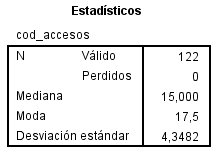 Estadísticos
cod_accesos
N Válido 122
Perdidos 0
Mediana 15,000
Moda 17,5
Desviación estándar 4,3482